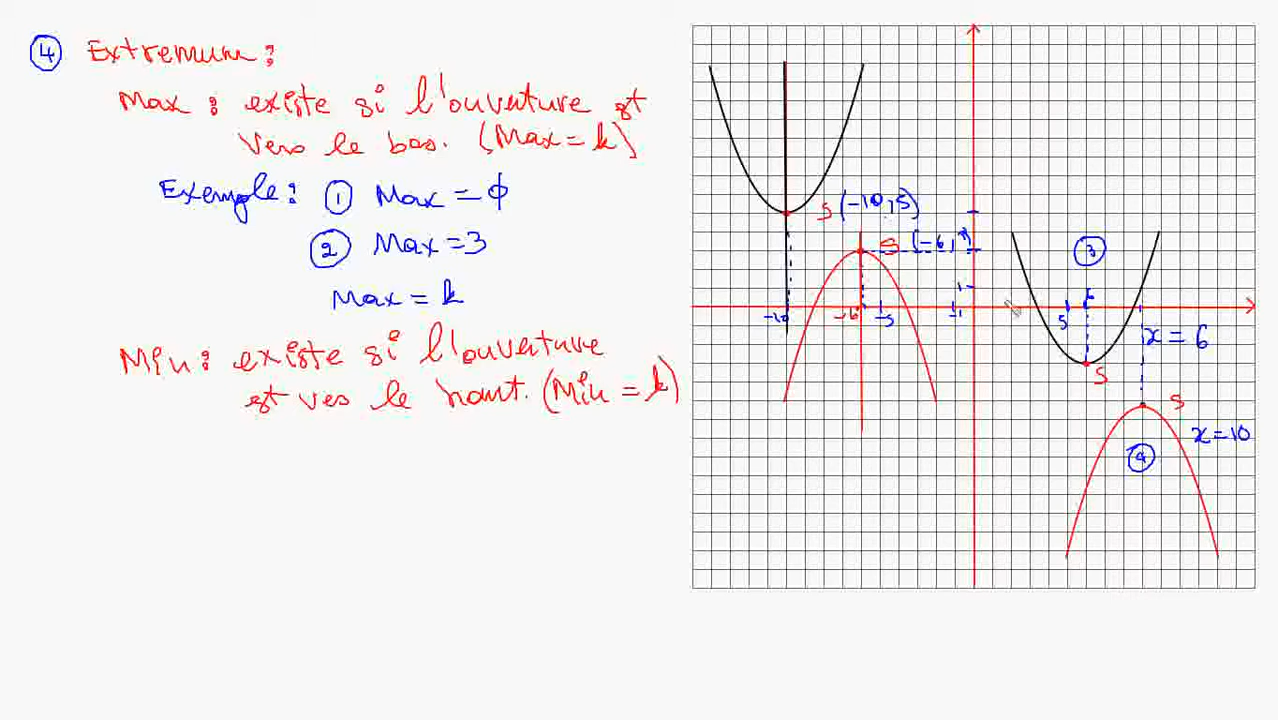 ④ Extremum :
Max : existe si l'ouverture est
vers le bas. (Max = k)
Exemple : ① Max = ϕ
② Max = 3
Max = k
Min : existe si l'ouverture
est vers le haut. (Min = k)
S (-10, 5)
S (-6, 3)
③
1
-10 -6 -5 -1 5 6
x = 6
S
S
x = 10
④